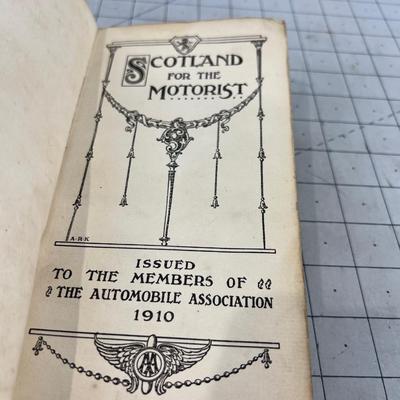 SCOTLAND
FOR THE
MOTORIST
A·R·K
ISSUED
TO THE MEMBERS OF
THE AUTOMOBILE ASSOCIATION
1910
AA